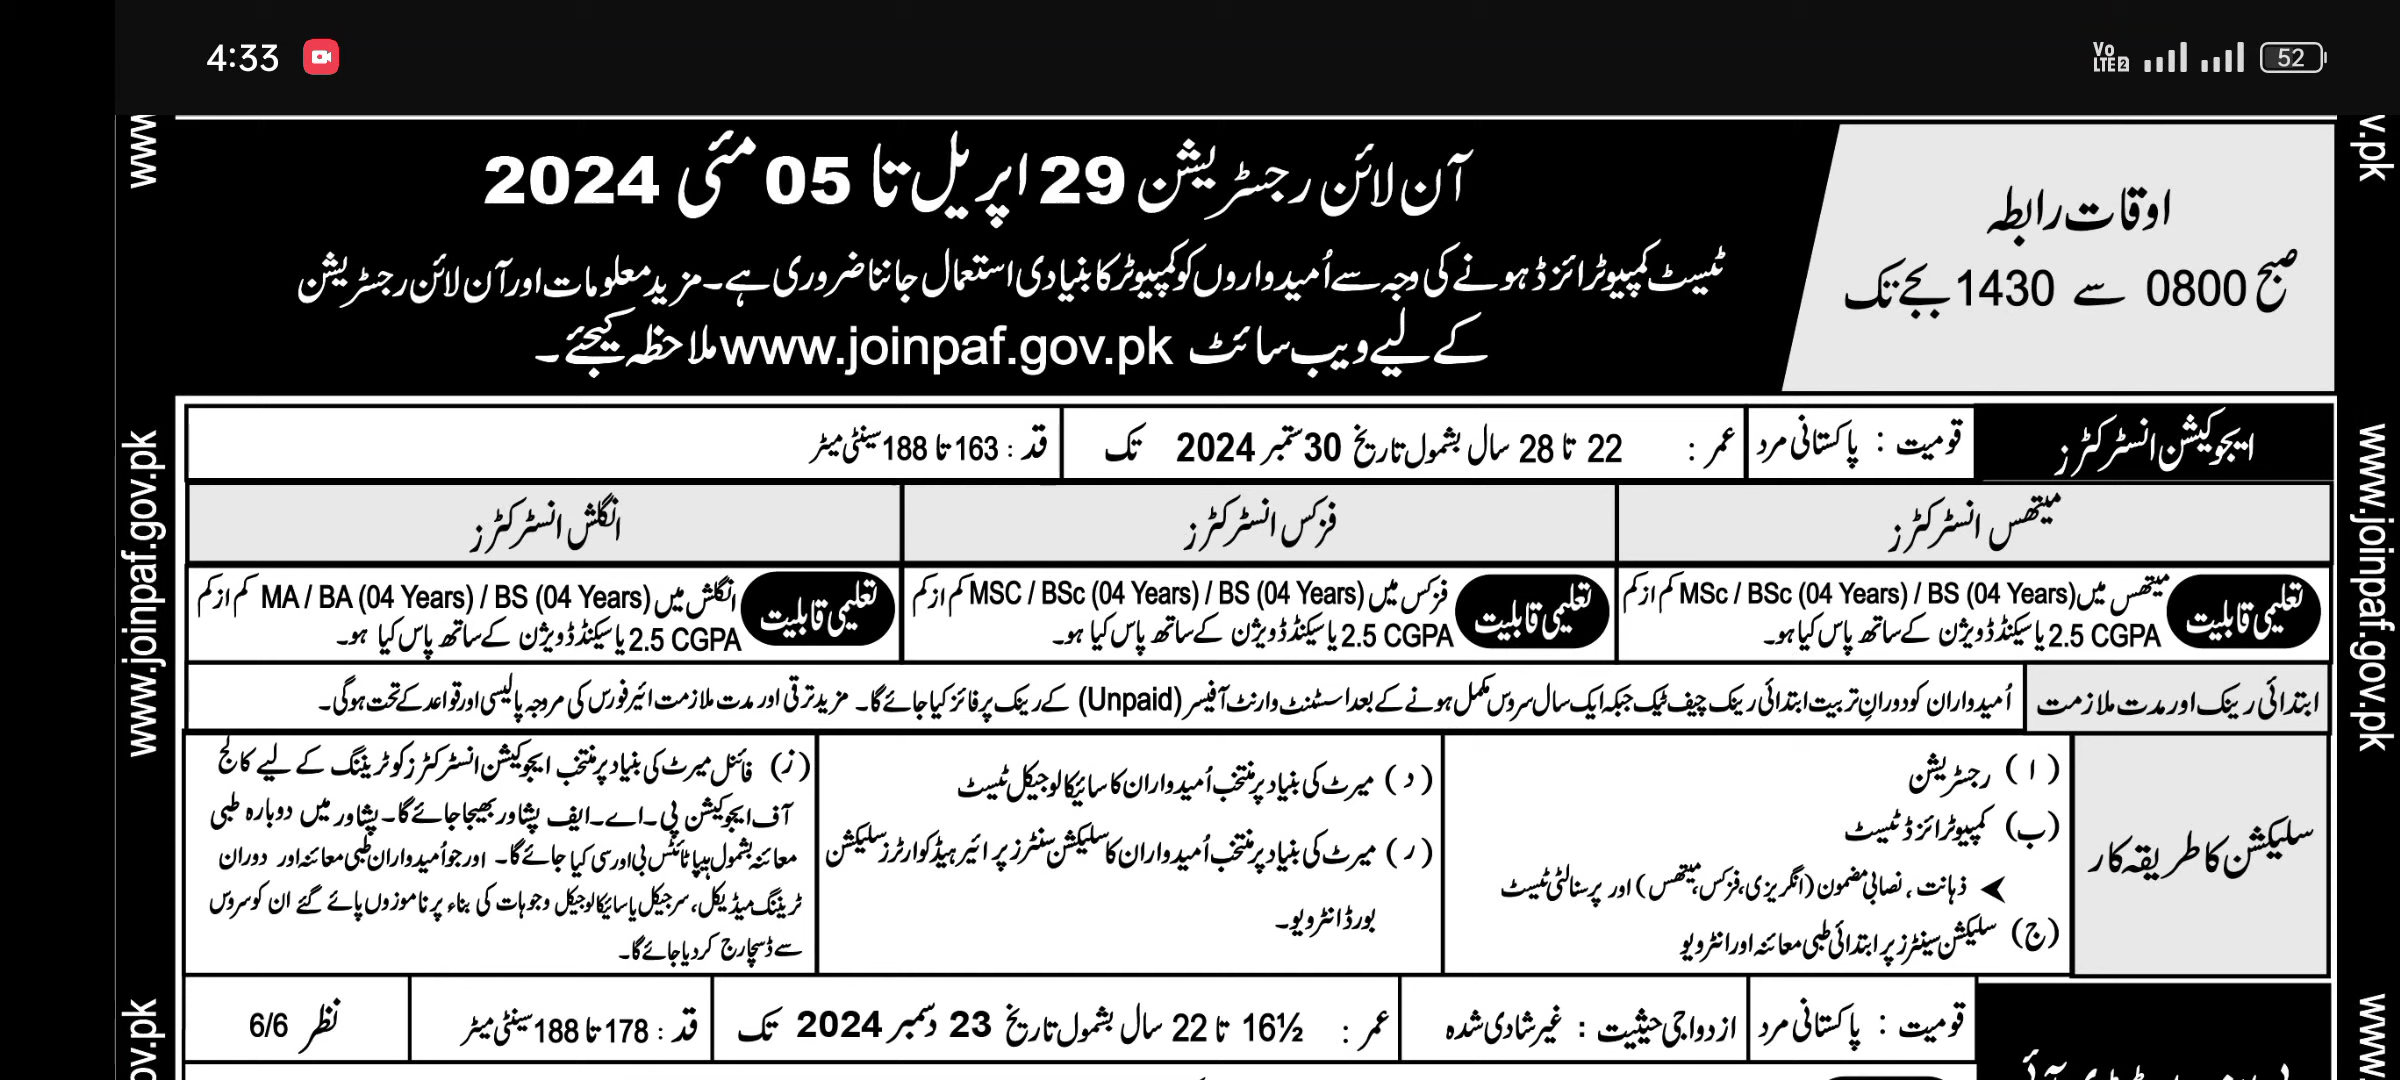 4:33
Vo LTE2 52
www
v.pk
آن لائن رجسٹریشن 29 اپریل تا 05 مئی 2024
ٹیسٹ کمپیوٹرائزڈ ہونے کی وجہ سے اُمیدواروں کو کمپیوٹر کا بنیادی استعمال جاننا ضروری ہے۔ مزید معلومات اور آن لائن رجسٹریشن
کے لیے ویب سائٹ www.joinpaf.gov.pk ملاحظہ کیجئے۔
اوقات رابطہ
صبح 0800 سے 1430 بجے تک
www.joinpaf.gov.pk
www.joinpaf.gov.pk
ایجوکیشن انسٹرکٹرز
قومیت : پاکستانی مرد
عمر : 22 تا 28 سال بشمول تاریخ 30 ستمبر 2024 تک
قد : 163 تا 188 سینٹی میٹر
میتھس انسٹرکٹرز
فزکس انسٹرکٹرز
انگلش انسٹرکٹرز
تعلیمی قابلیت
میتھس میں MSc / BSc (04 Years) / BS (04 Years) کم از کم
2.5 CGPA یا سیکنڈ ڈویژن کے ساتھ پاس کیا ہو۔
تعلیمی قابلیت
فزکس میں MSC / BSc (04 Years) / BS (04 Years) کم از کم
2.5 CGPA یا سیکنڈ ڈویژن کے ساتھ پاس کیا ہو۔
تعلیمی قابلیت
انگلش میں MA / BA (04 Years) / BS (04 Years) کم از کم
2.5 CGPA یا سیکنڈ ڈویژن کے ساتھ پاس کیا ہو۔
ابتدائی رینک اور مدت ملازمت
اُمیدواران کو دورانِ تربیت ابتدائی رینک چیف ٹیک جبکہ ایک سال سروس مکمل ہونے کے بعد اسسٹنٹ وارنٹ آفیسر (Unpaid) کے رینک پر فائز کیا جائے گا۔ مزید ترقی اور مدت ملازمت ائیر فورس کی مروجہ پالیسی اور قواعد کے تحت ہوگی۔
سلیکشن کا طریقہ کار
(ا) رجسٹریشن
(ب) کمپیوٹرائزڈ ٹیسٹ
➤ ذہانت ، نصابی مضمون (انگریزی، فزکس، میتھس) اور پرسنالٹی ٹیسٹ
(ج) سلیکشن سینٹرز پر ابتدائی طبی معائنہ اور انٹرویو
(د) میرٹ کی بنیاد پر منتخب اُمیدواران کا سائیکالوجیکل ٹیسٹ
(ر) میرٹ کی بنیاد پر منتخب اُمیدواران کا سلیکشن سنٹرز پر ائیر ہیڈ کوارٹرز سلیکشن
بورڈ انٹرویو۔
(ز) فائنل میرٹ کی بنیاد پر منتخب ایجوکیشن انسٹرکٹرز کو ٹریننگ کے لیے کالج
آف ایجوکیشن پی۔اے۔ایف پشاور بھیجا جائے گا۔ پشاور میں دوبارہ طبی
معائنہ بشمول ہیپاٹائٹس بی اور سی کیا جائے گا۔ اور جو اُمیدواران طبی معائنہ اور دوران
ٹریننگ میڈیکل، سرجیکل یا سائیکالوجیکل وجوہات کی بناء پر ناموزوں پائے گئے ان کو سروس
سے ڈسچارج کر دیا جائے گا۔
قومیت : پاکستانی مرد
ازدواجی حیثیت : غیر شادی شدہ
عمر : 16½ تا 22 سال بشمول تاریخ 23 دسمبر 2024 تک
قد : 178 تا 188 سینٹی میٹر
نظر 6/6
ov.pk
www